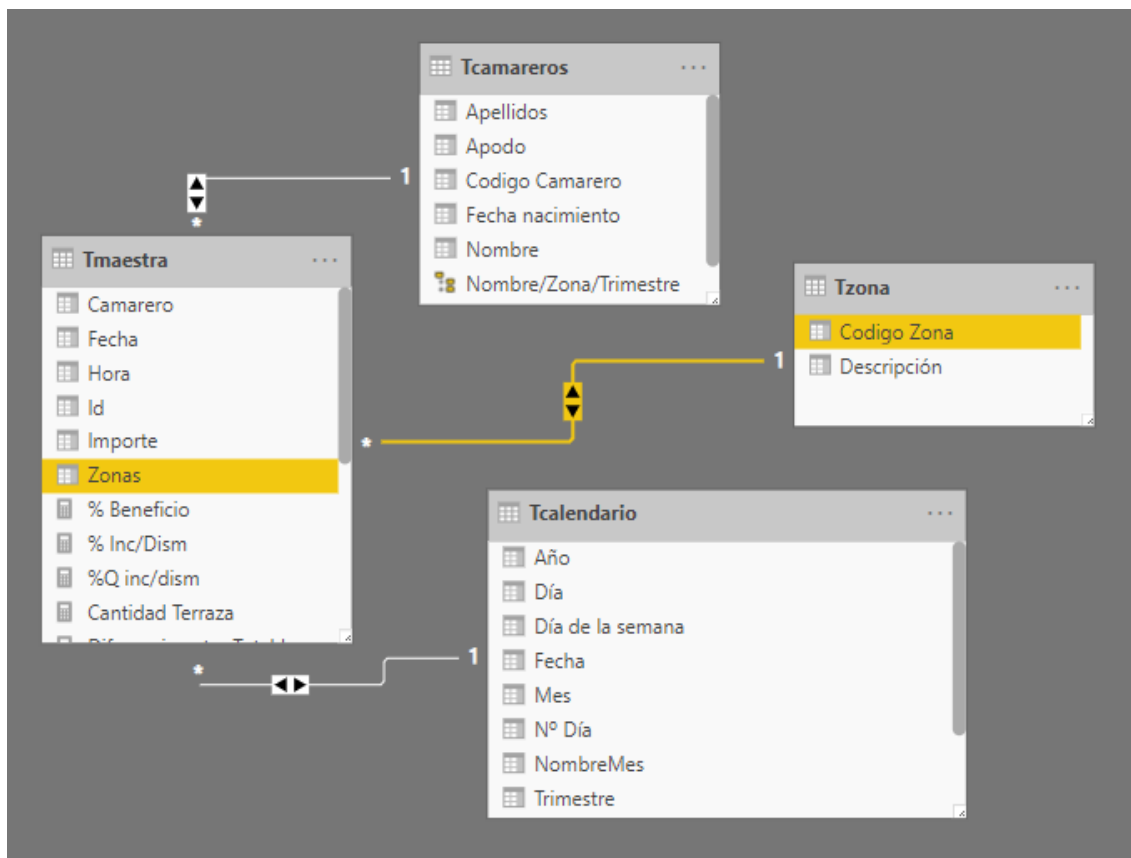 Tcamareros
Apellidos
Apodo
Codigo Camarero
Fecha nacimiento
Nombre
Nombre/Zona/Trimestre
1
*
Tmaestra
Camarero
Fecha
Hora
Id
Importe
Zonas
% Beneficio
% Inc/Dism
%Q inc/dism
Cantidad Terraza
*
1
Tzona
Codigo Zona
Descripción
*
1
Tcalendario
Año
Día
Día de la semana
Fecha
Mes
Nº Día
NombreMes
Trimestre